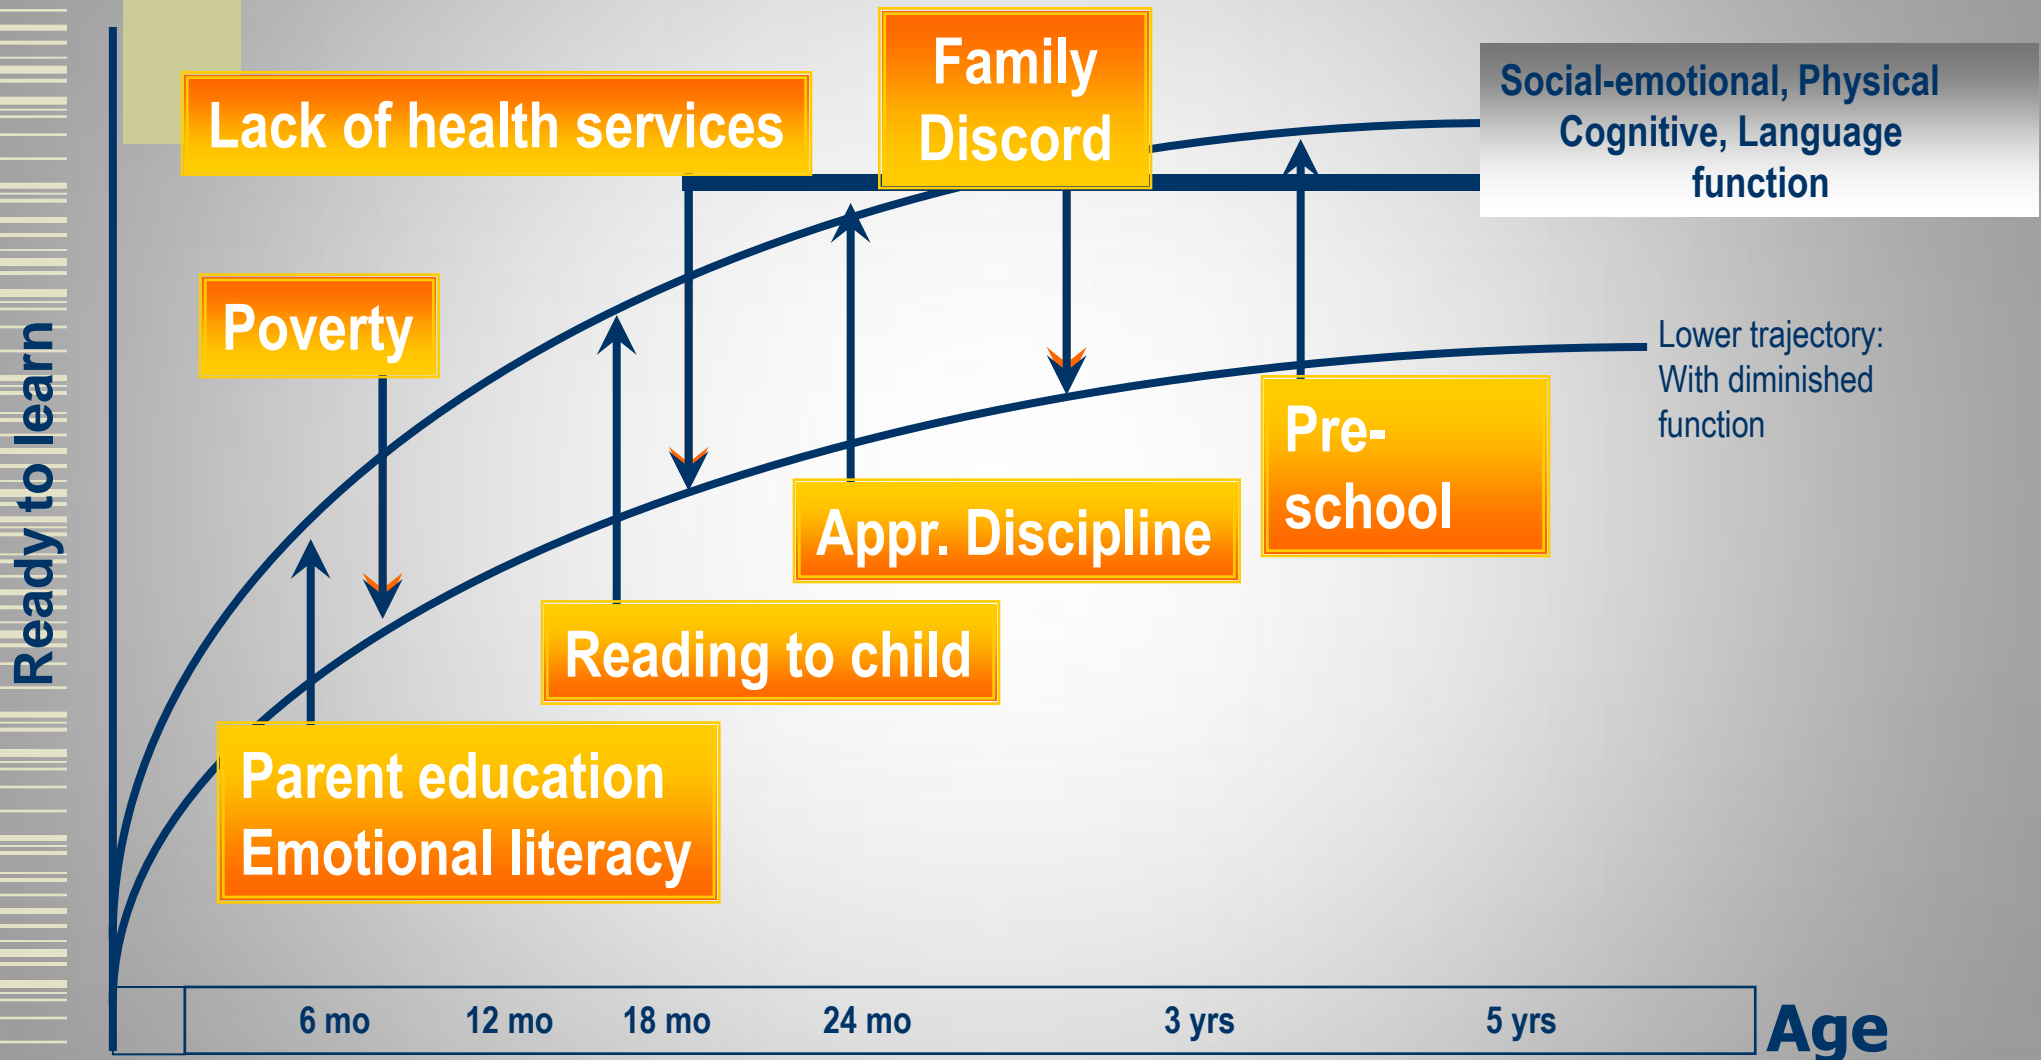 Family
Discord
Lack of health services
Social-emotional, Physical
Cognitive, Language
function
Poverty
Lower trajectory:
With diminished
function
Ready to learn
Pre-
school
Appr. Discipline
Reading to child
Parent education
Emotional literacy
6 mo 12 mo 18 mo 24 mo 3 yrs 5 yrs
Age